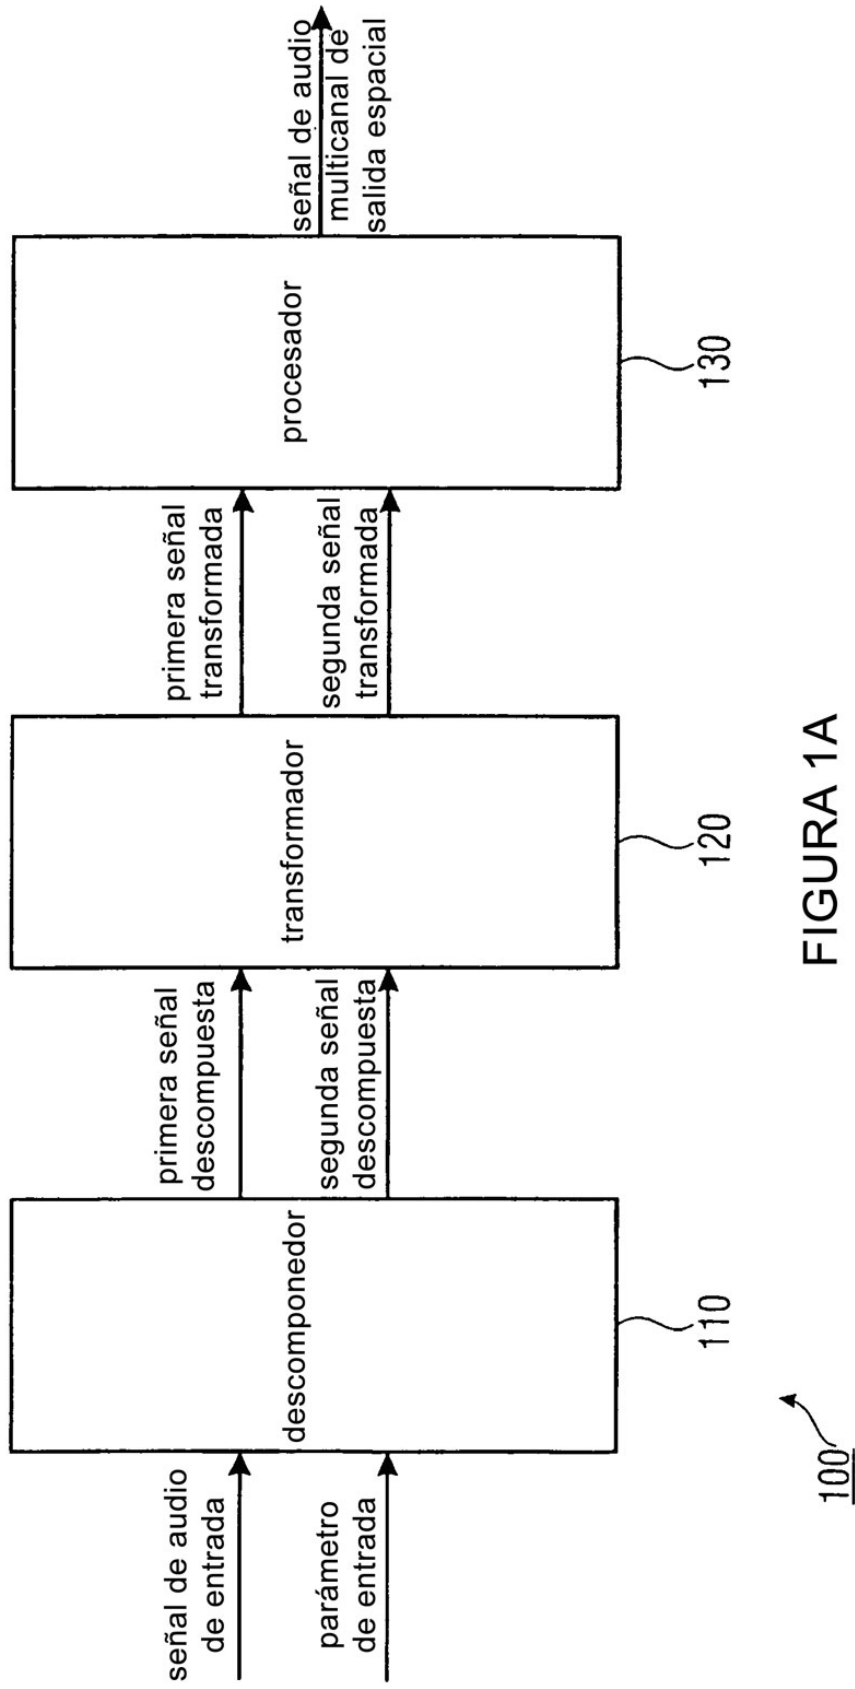 señal de audio
de entrada
parámetro
de entrada
descomponedor
110
primera señal
descompuesta
segunda señal
descompuesta
transformador
120
primera señal
transformada
segunda señal
transformada
procesador
130
señal de audio
multicanal de
salida espacial
100
FIGURA 1A